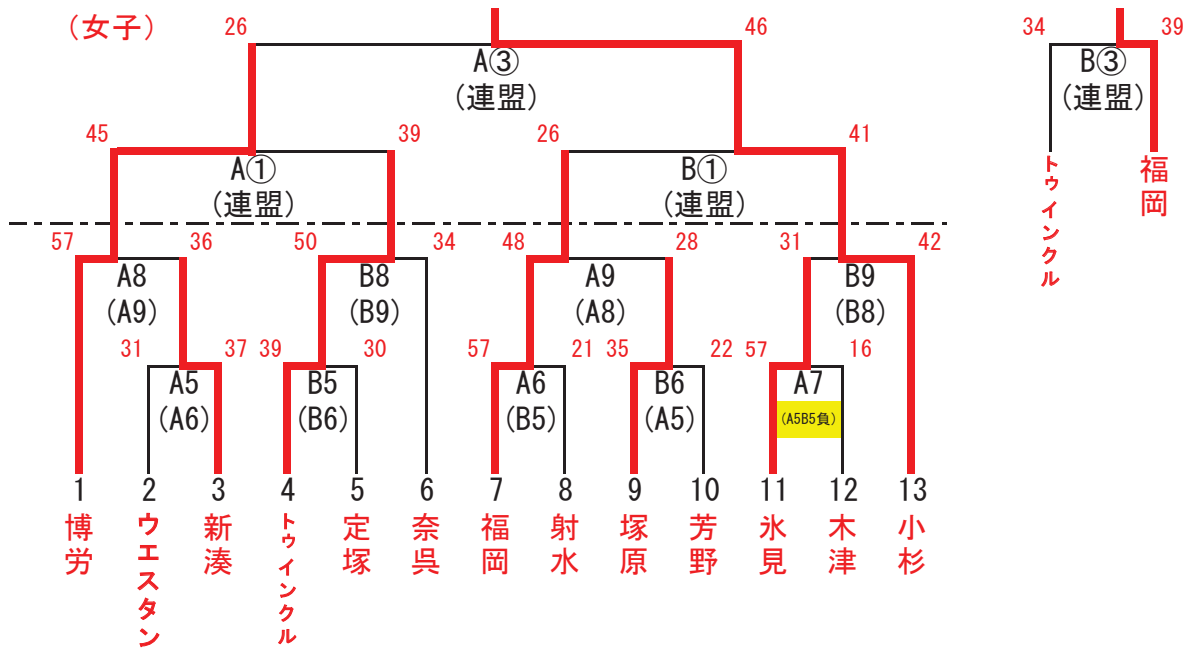 （女子）
26
46
34
39
A③
（連盟）
B③
（連盟）
45
39
26
41
A①
（連盟）
B①
（連盟）
トゥインクル
福岡
57
36
50
34
48
28
31
42
A8
(A9)
B8
(B9)
A9
(A8)
B9
(B8)
31
37
39
30
57
21
35
22
57
16
A5
(A6)
B5
(B6)
A6
(B5)
B6
(A5)
A7
(A5B5負)
1 2 3 4 5 6 7 8 9 10 11 12 13
博労
ウエスタン
新湊
トゥインクル
定塚
奈呉
福岡
射水
塚原
芳野
氷見
木津
小杉